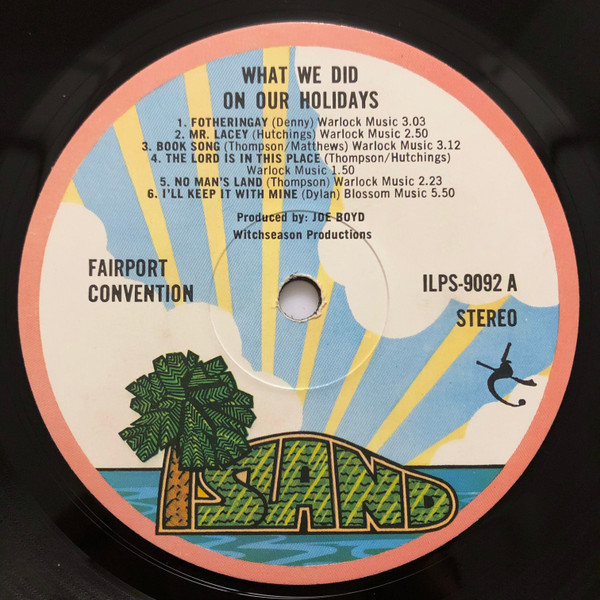 WHAT WE DID
ON OUR HOLIDAYS
1. FOTHERINGAY (Denny) Warlock Music 3.03
2. MR. LACEY (Hutchings) Warlock Music 2.50
3. BOOK SONG (Thompson/Matthews) Warlock Music 3.12
4. THE LORD IS IN THIS PLACE (Thompson/Hutchings)
Warlock Music 1.50
5. NO MAN'S LAND (Thompson) Warlock Music 2.23
6. I'LL KEEP IT WITH MINE (Dylan) Blossom Music 5.50
Produced by: JOE BOYD
Witchseason Productions
FAIRPORT
CONVENTION
ILPS-9092 A
STEREO
ISLAND